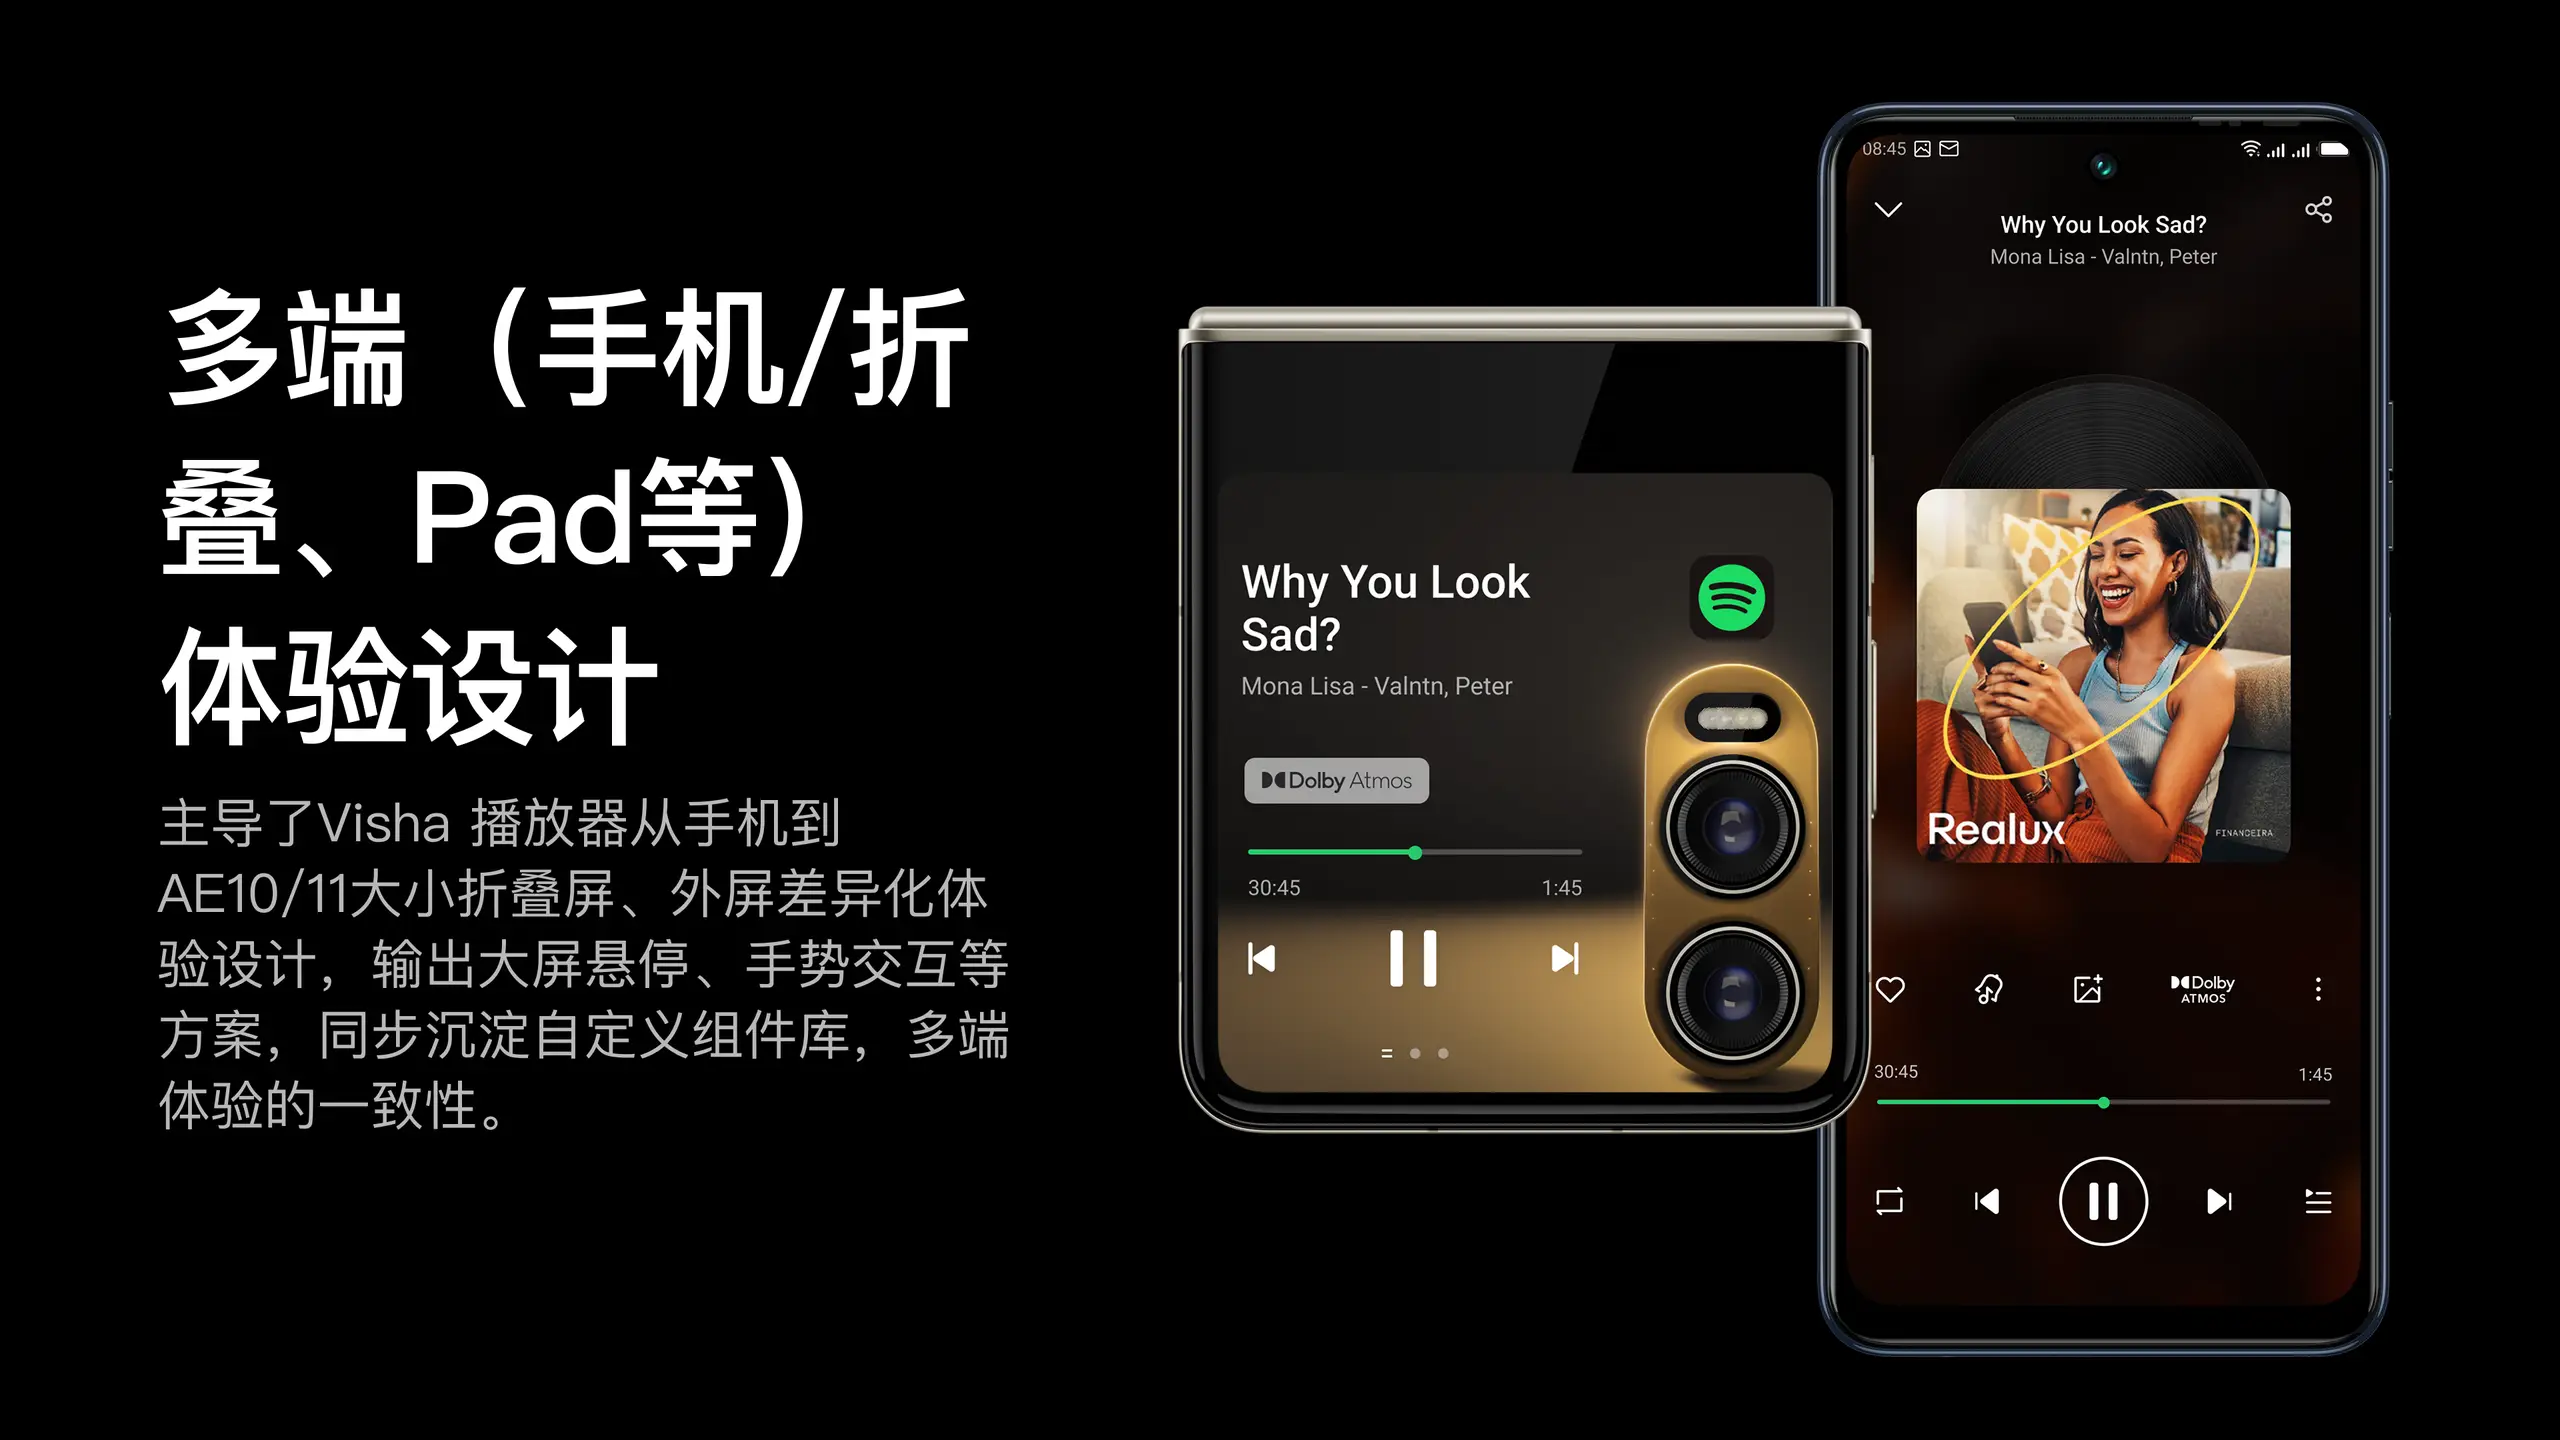 多端（手机/折
叠、Pad等）
体验设计
主导了Visha 播放器从手机到
AE10/11大小折叠屏、外屏差异化体
验设计，输出大屏悬停、手势交互等
方案，同步沉淀自定义组件库，多端
体验的一致性。
Why You Look
Sad?
Mona Lisa - Valntn, Peter
Dolby Atmos
30:45
1:45
08:45
Why You Look Sad?
Mona Lisa - Valntn, Peter
Realux
FINANCEIRA
Dolby
ATMOS
30:45
1:45